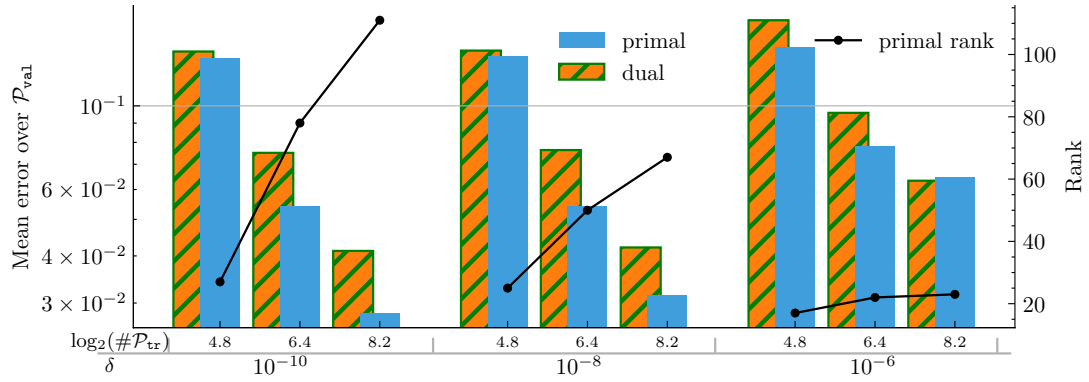 Mean error over 𝒫_val
10⁻¹
6 × 10⁻²
4 × 10⁻²
3 × 10⁻²
primal
dual
primal rank
100
80
60
40
20
Rank
log₂(#𝒫_tr) 4.8 6.4 8.2 4.8 6.4 8.2 4.8 6.4 8.2
δ 10⁻¹⁰ 10⁻⁸ 10⁻⁶